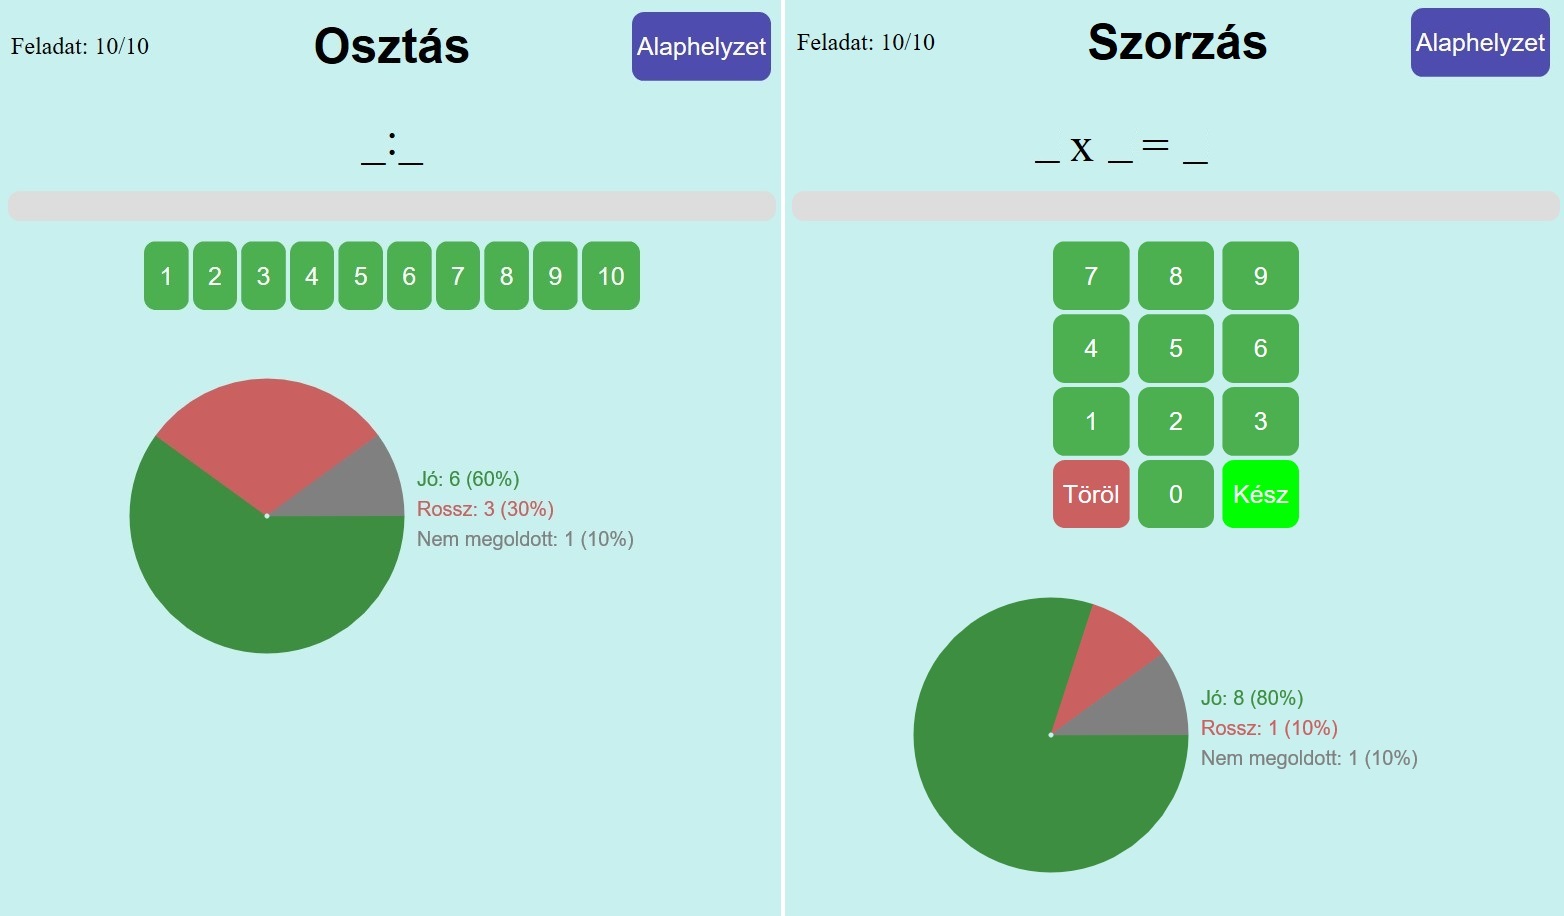 Feladat: 10/10
Osztás
Alaphelyzet
_:_
1 2 3 4 5 6 7 8 9 10
Jó: 6 (60%)
Rossz: 3 (30%)
Nem megoldott: 1 (10%)
Feladat: 10/10
Szorzás
Alaphelyzet
_ x _ = _
7 8 9
4 5 6
1 2 3
Töröl 0 Kész
Jó: 8 (80%)
Rossz: 1 (10%)
Nem megoldott: 1 (10%)